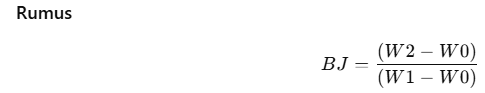 Rumus
BJ = (W2 − W0)
(W1 − W0)